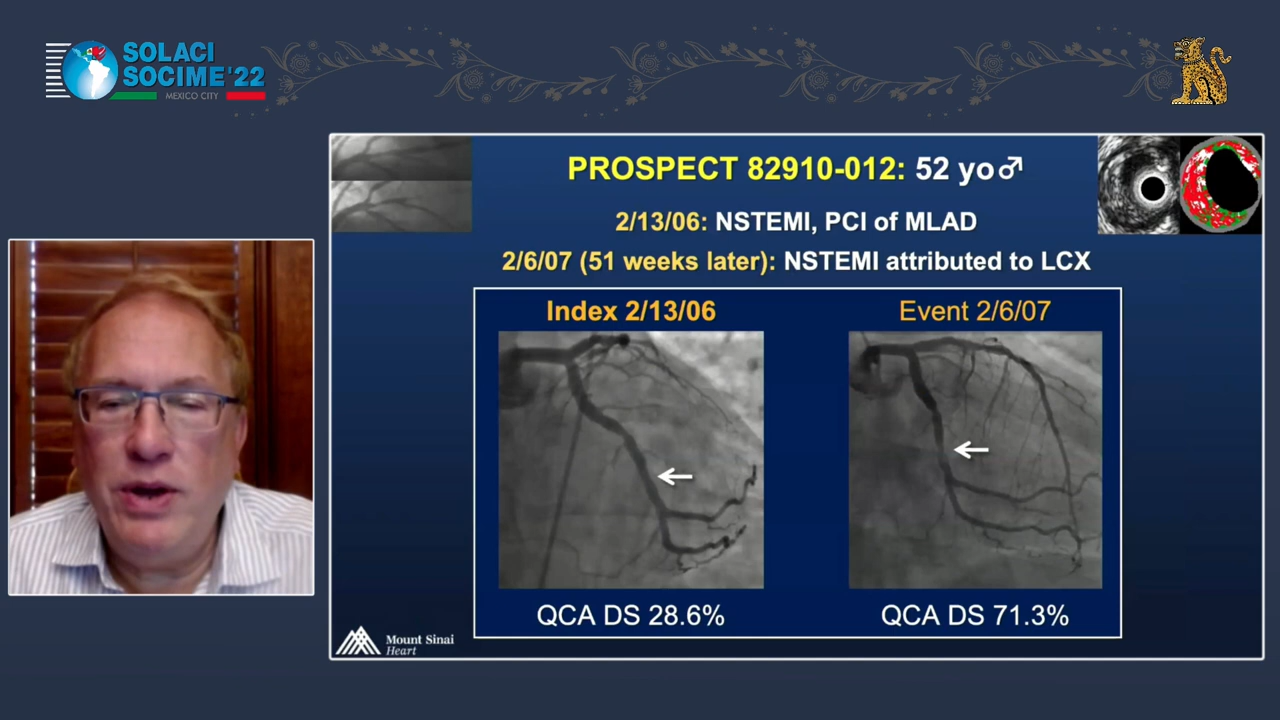 SOLACI
SOCIME'22
MEXICO CITY
PROSPECT 82910-012: 52 yo♂
2/13/06: NSTEMI, PCI of MLAD
2/6/07 (51 weeks later): NSTEMI attributed to LCX
Index 2/13/06
Event 2/6/07
QCA DS 28.6%
QCA DS 71.3%
Mount Sinai
Heart